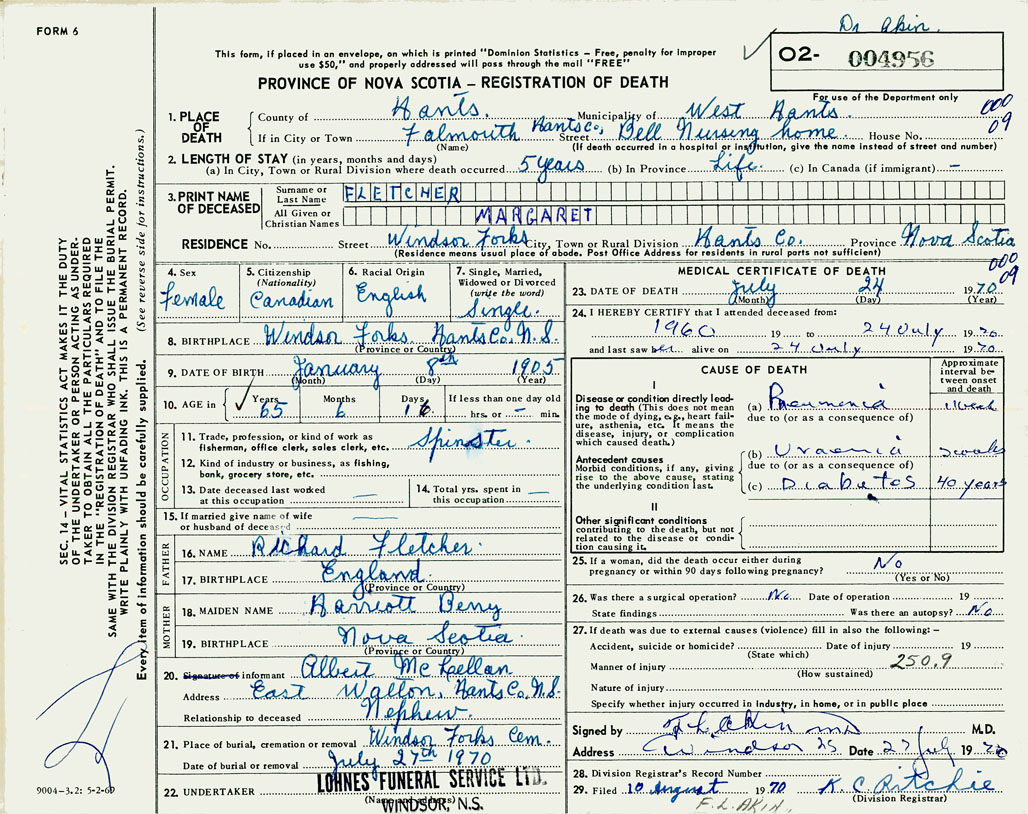 FORM 6
Dr Akin.
This form, if placed in an envelope, on which is printed "Dominion Statistics – Free, penalty for improper
use $50," and properly addressed will pass through the mail "FREE"
PROVINCE OF NOVA SCOTIA – REGISTRATION OF DEATH
02- 004956
For use of the Department only
000
09
1. PLACE OF DEATH
County of Hants. Municipality of West Hants.
If in City or Town Falmouth Hants Co, Street Bell Nursing home. House No.
(Name) (If death occurred in a hospital or institution, give the name instead of street and number)
2. LENGTH OF STAY (in years, months and days)
(a) In City, Town or Rural Division where death occurred 5 years (b) In Province Life. (c) In Canada (if immigrant) –
3. PRINT NAME OF DECEASED
Surname or Last Name FLETCHER
All Given or Christian Names MARGARET
RESIDENCE No. Street Windsor Forks City, Town or Rural Division Hants Co. Province Nova Scotia
(Residence means usual place of abode. Post Office Address for residents in rural parts not sufficient)
000
09
4. Sex
Female
5. Citizenship
(Nationality)
Canadian
6. Racial Origin
English
7. Single, Married,
Widowed or Divorced
(write the word)
Single.
8. BIRTHPLACE Windsor Forks Hants Co. N.S.
(Province or Country)
9. DATE OF BIRTH January 8th 1905
(Month) (Day) (Year)
10. AGE in Years Months Days If less than one day old
65 6 16 hrs. or – min.
OCCUPATION
11. Trade, profession, or kind of work as
fisherman, office clerk, sales clerk, etc. Spinster.
12. Kind of industry or business, as fishing,
bank, grocery store, etc.
13. Date deceased last worked
at this occupation —
14. Total yrs. spent in
this occupation —
15. If married give name of wife
or husband of deceased —
FATHER
16. NAME Richard Fletcher.
17. BIRTHPLACE England.
(Province or Country)
MOTHER
18. MAIDEN NAME Harriott Berry
19. BIRTHPLACE Nova Scotia.
(Province or Country)
20. Signature of informant Albert McLellan
Address East Walton, Hants Co. N.S.
Relationship to deceased Nephew.
21. Place of burial, cremation or removal Windsor Forks Cem.
Date of burial or removal July 27th 1970
22. UNDERTAKER LOHNES FUNERAL SERVICE LTD.
(Name and address)
WINDSOR, N.S.
MEDICAL CERTIFICATE OF DEATH
23. DATE OF DEATH July 24 1970
(Month) (Day) (Year)
24. I HEREBY CERTIFY that I attended deceased from:
1960 19 to 24 July 1970
and last saw her alive on 24 July 1970
CAUSE OF DEATH
Approximate
interval be-
tween onset
and death
I
Disease or condition directly lead-
ing to death (This does not mean
the mode of dying, e.g., heart fail-
ure, asthenia, etc. It means the
disease, injury, or complication
which caused death.)
(a) Pneumonia 1 week
due to (or as a consequence of)
Antecedent causes
Morbid conditions, if any, giving
rise to the above cause, stating
the underlying condition last.
(b) Uraemia
due to (or as a consequence of)
(c) Diabetes 40 years
II
Other significant conditions
contributing to the death, but not
related to the disease or condi-
tion causing it.
25. If a woman, did the death occur either during
pregnancy or within 90 days following pregnancy? No
(Yes or No)
26. Was there a surgical operation? No. Date of operation 19
State findings Was there an autopsy? No
27. If death was due to external causes (violence) fill in also the following: –
Accident, suicide or homicide? Date of injury 19
(State which)
250.9
Manner of injury
(How sustained)
Nature of injury
Specify whether injury occurred in industry, in home, or in public place
Signed by F L Akin MD M.D.
Address Windsor NS Date 27 July 1970
28. Division Registrar's Record Number
29. Filed 10 August 1970 K. C. Ritchie
(Division Registrar)
F. L. AKIN.
SEC. 14 – VITAL STATISTICS ACT MAKES IT THE DUTY
OF THE UNDERTAKER OR PERSON ACTING AS UNDER-
TAKER TO OBTAIN ALL THE PARTICULARS REQUIRED
IN THE "REGISTRATION OF DEATH" AND TO FILE THE
SAME WITH THE DIVISION REGISTRAR WHO SHALL ISSUE THE BURIAL PERMIT.
WRITE PLAINLY WITH UNFADING INK. THIS IS A PERMANENT RECORD.
Every item of information should be carefully supplied. (See reverse side for instructions.)
9004-3.2: 5-2-69